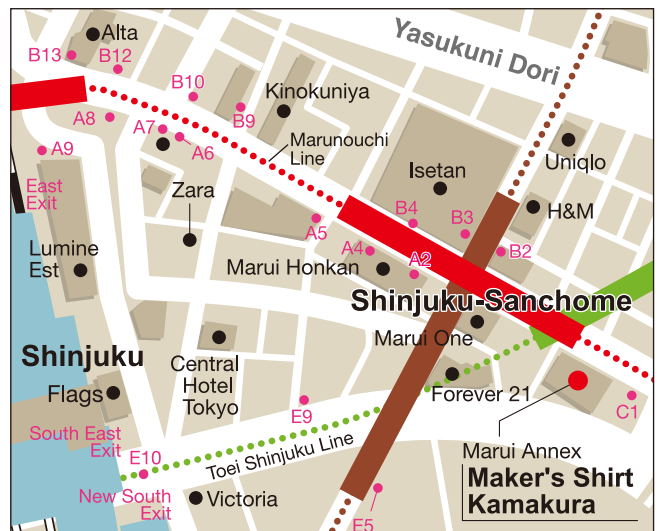 Alta
B13
B12
Yasukuni Dori
B10
B9
Kinokuniya
A8
A7
A6
Marunouchi
Line
A9
Isetan
Uniqlo
East
Exit
Zara
H&M
A5
B4
B3
B2
Lumine
Est
A4
Marui Honkan
A2
Shinjuku-Sanchome
Marui One
Shinjuku
Central
Hotel
Tokyo
Flags
Forever 21
E9
C1
South East
Exit
Toei Shinjuku Line
E10
Marui Annex
Maker's Shirt
Kamakura
New South
Exit
Victoria
E5